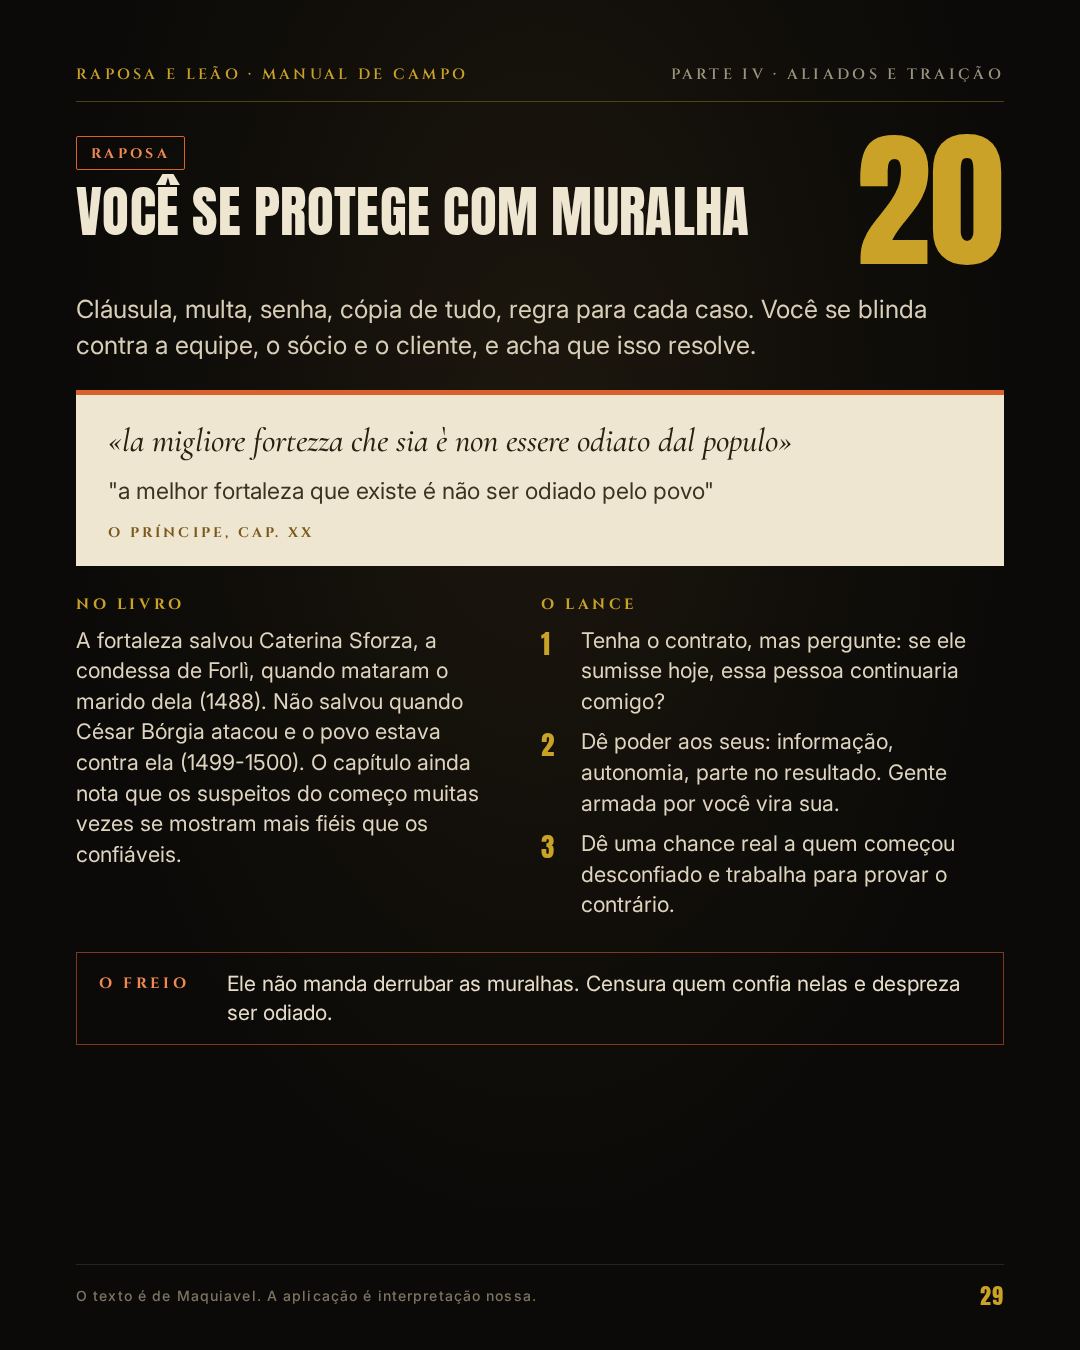 RAPOSA E LEÃO · MANUAL DE CAMPO
PARTE IV · ALIADOS E TRAIÇÃO
RAPOSA
VOCÊ SE PROTEGE COM MURALHA
20
Cláusula, multa, senha, cópia de tudo, regra para cada caso. Você se blinda
contra a equipe, o sócio e o cliente, e acha que isso resolve.
«la migliore fortezza che sia è non essere odiato dal populo»
"a melhor fortaleza que existe é não ser odiado pelo povo"
O PRÍNCIPE, CAP. XX
NO LIVRO
A fortaleza salvou Caterina Sforza, a
condessa de Forlì, quando mataram o
marido dela (1488). Não salvou quando
César Bórgia atacou e o povo estava
contra ela (1499-1500). O capítulo ainda
nota que os suspeitos do começo muitas
vezes se mostram mais fiéis que os
confiáveis.
O LANCE
1 Tenha o contrato, mas pergunte: se ele
sumisse hoje, essa pessoa continuaria
comigo?
2 Dê poder aos seus: informação,
autonomia, parte no resultado. Gente
armada por você vira sua.
3 Dê uma chance real a quem começou
desconfiado e trabalha para provar o
contrário.
O FREIO
Ele não manda derrubar as muralhas. Censura quem confia nelas e despreza
ser odiado.
O texto é de Maquiavel. A aplicação é interpretação nossa.
29